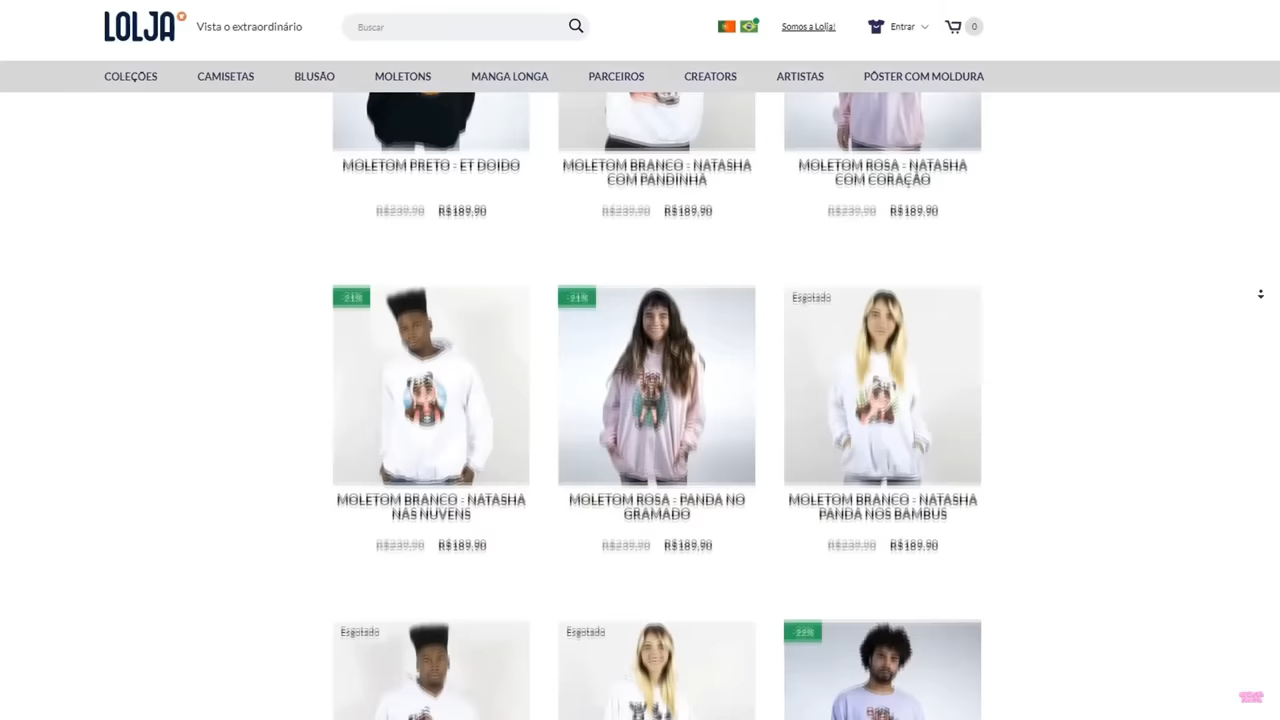 LOLJA
Vista o extraordinário
Buscar
Somos a Lolja!
Entrar
0
COLEÇÕES
CAMISETAS
BLUSÃO
MOLETONS
MANGA LONGA
PARCEIROS
CREATORS
ARTISTAS
PÔSTER COM MOLDURA
MOLETOM PRETO - ET DOIDO
R$239,90 R$189,90
MOLETOM BRANCO - NATASHA
COM PANDINHA
R$239,90 R$189,90
MOLETOM ROSA - NATASHA
COM CORAÇÃO
R$239,90 R$189,90
-21%
MOLETOM BRANCO - NATASHA
NAS NUVENS
R$239,90 R$189,90
-21%
MOLETOM ROSA - PANDA NO
GRAMADO
R$239,90 R$189,90
Esgotado
MOLETOM BRANCO - NATASHA
PANDA NOS BAMBUS
R$239,90 R$189,90
Esgotado
Esgotado
-22%